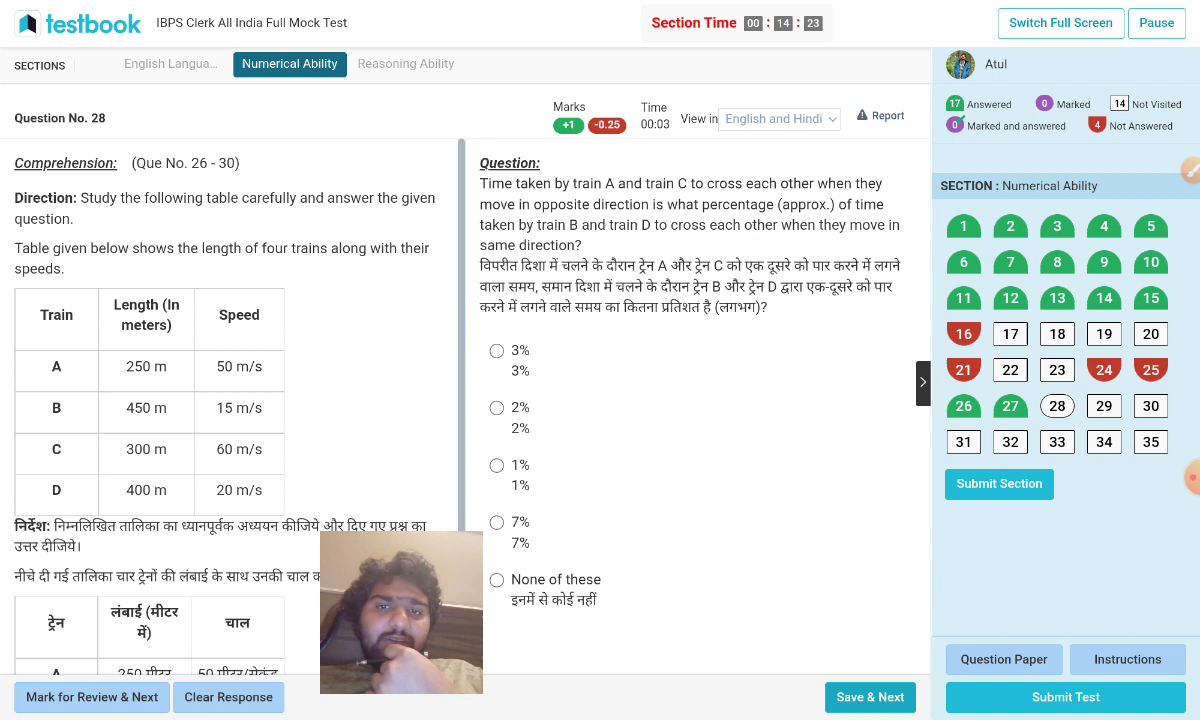 testbook
IBPS Clerk All India Full Mock Test
Section Time 00 : 14 : 23
Switch Full Screen
Pause
SECTIONS
English Langua...
Numerical Ability
Reasoning Ability
Atul
17 Answered
0 Marked
14 Not Visited
0 Marked and answered
4 Not Answered
Question No. 28
Marks
+1 -0.25
Time
00:03
View in English and Hindi
Report
Comprehension: (Que No. 26 - 30)
Direction: Study the following table carefully and answer the given
question.
Table given below shows the length of four trains along with their
speeds.
Train Length (In meters) Speed
A 250 m 50 m/s
B 450 m 15 m/s
C 300 m 60 m/s
D 400 m 20 m/s
निर्देश: निम्नलिखित तालिका का ध्यानपूर्वक अध्ययन कीजिये और दिए गए प्रश्न का
उत्तर दीजिये।
नीचे दी गई तालिका चार ट्रेनों की लंबाई के साथ उनकी चाल
ट्रेन लंबाई (मीटर में) चाल
A 250 मीटर 50 मीटर/सेकंड
Question:
Time taken by train A and train C to cross each other when they
move in opposite direction is what percentage (approx.) of time
taken by train B and train D to cross each other when they move in
same direction?
विपरीत दिशा में चलने के दौरान ट्रेन A और ट्रेन C को एक दूसरे को पार करने में लगने
वाला समय, समान दिशा में चलने के दौरान ट्रेन B और ट्रेन D द्वारा एक-दूसरे को पार
करने में लगने वाले समय का कितना प्रतिशत है (लगभग)?
3%
3%
2%
2%
1%
1%
7%
7%
None of these
इनमें से कोई नहीं
SECTION : Numerical Ability
1 2 3 4 5
6 7 8 9 10
11 12 13 14 15
16 17 18 19 20
21 22 23 24 25
26 27 28 29 30
31 32 33 34 35
Submit Section
Question Paper
Instructions
Mark for Review & Next
Clear Response
Save & Next
Submit Test